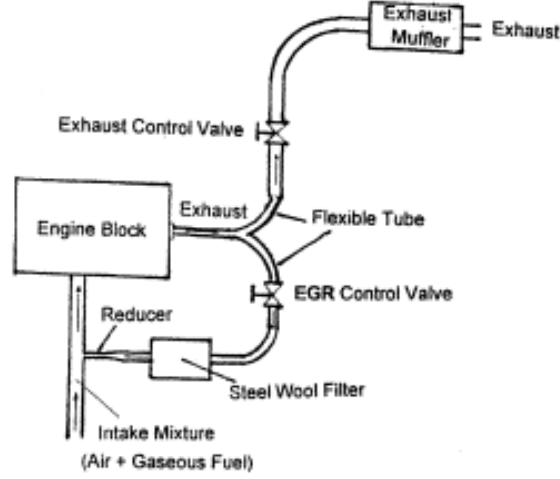 Exhaust
Muffler
Exhaust
Exhaust Control Valve
Exhaust
Flexible Tube
Engine Block
EGR Control Valve
Reducer
Steel Wool Filter
Intake Mixture
(Air + Gaseous Fuel)